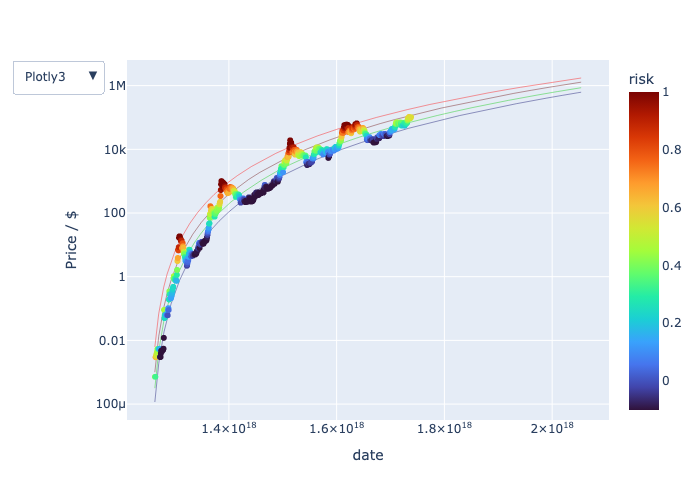 Plotly3 ▼
risk
1M
10k
100
1
0.01
100μ
Price / $
1.4×10¹⁸
1.6×10¹⁸
1.8×10¹⁸
2×10¹⁸
date
1
0.8
0.6
0.4
0.2
0